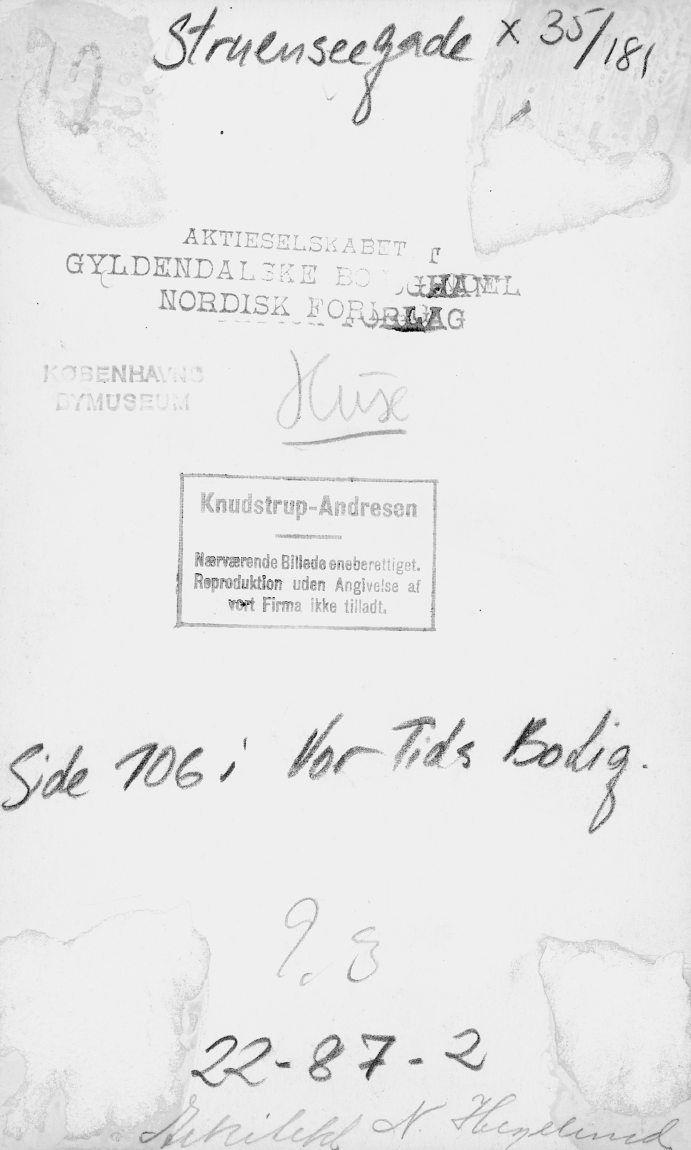 Struenseegade x 35/181
AKTIESELSKABET
GYLDENDALSKE BOGHANDEL
NORDISK FORLAG
KØBENHAVNS
BYMUSEUM
Huse
Knudstrup-Andresen
Nærværende Billede eneberettiget.
Reproduktion uden Angivelse af
vort Firma ikke tilladt.
Side 106 i Vor Tids Bolig.
22-87-2
Arkitekt N. Hegelund